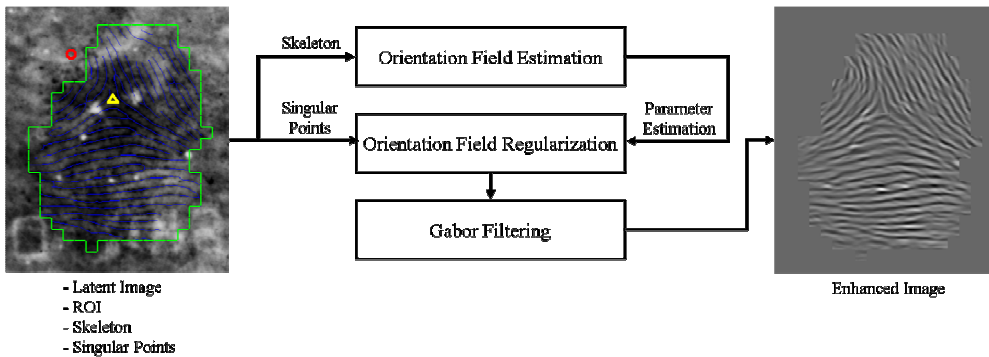 Skeleton
Orientation Field Estimation
Singular
Points
Parameter
Estimation
Orientation Field Regularization
Gabor Filtering
- Latent Image
- ROI
- Skeleton
- Singular Points
Enhanced Image